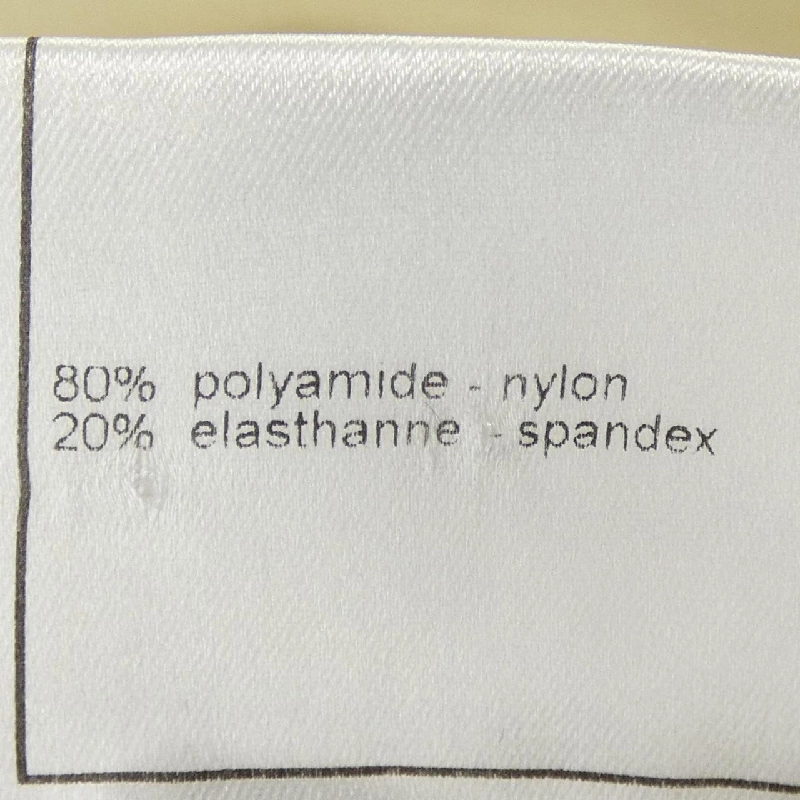 80% polyamide - nylon
20% elasthanne - spandex